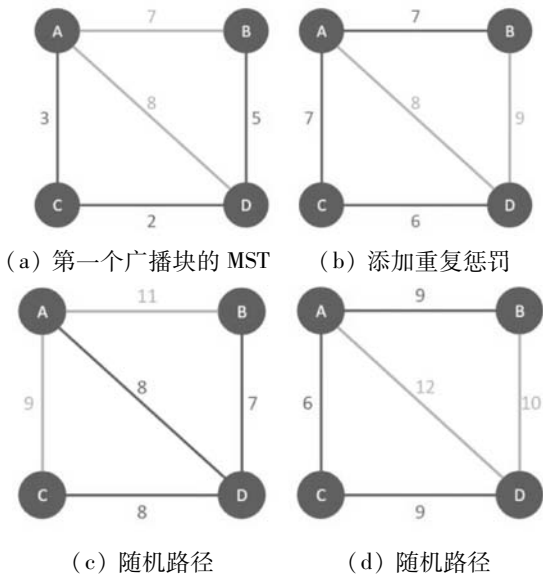 A 7 B
3 8 5
C 2 D
A 7 B
7 8 9
C 6 D
(a) 第一个广播块的 MST
(b) 添加重复惩罚
A 11 B
9 8 7
C 8 D
A 9 B
6 12 10
C 9 D
(c) 随机路径
(d) 随机路径